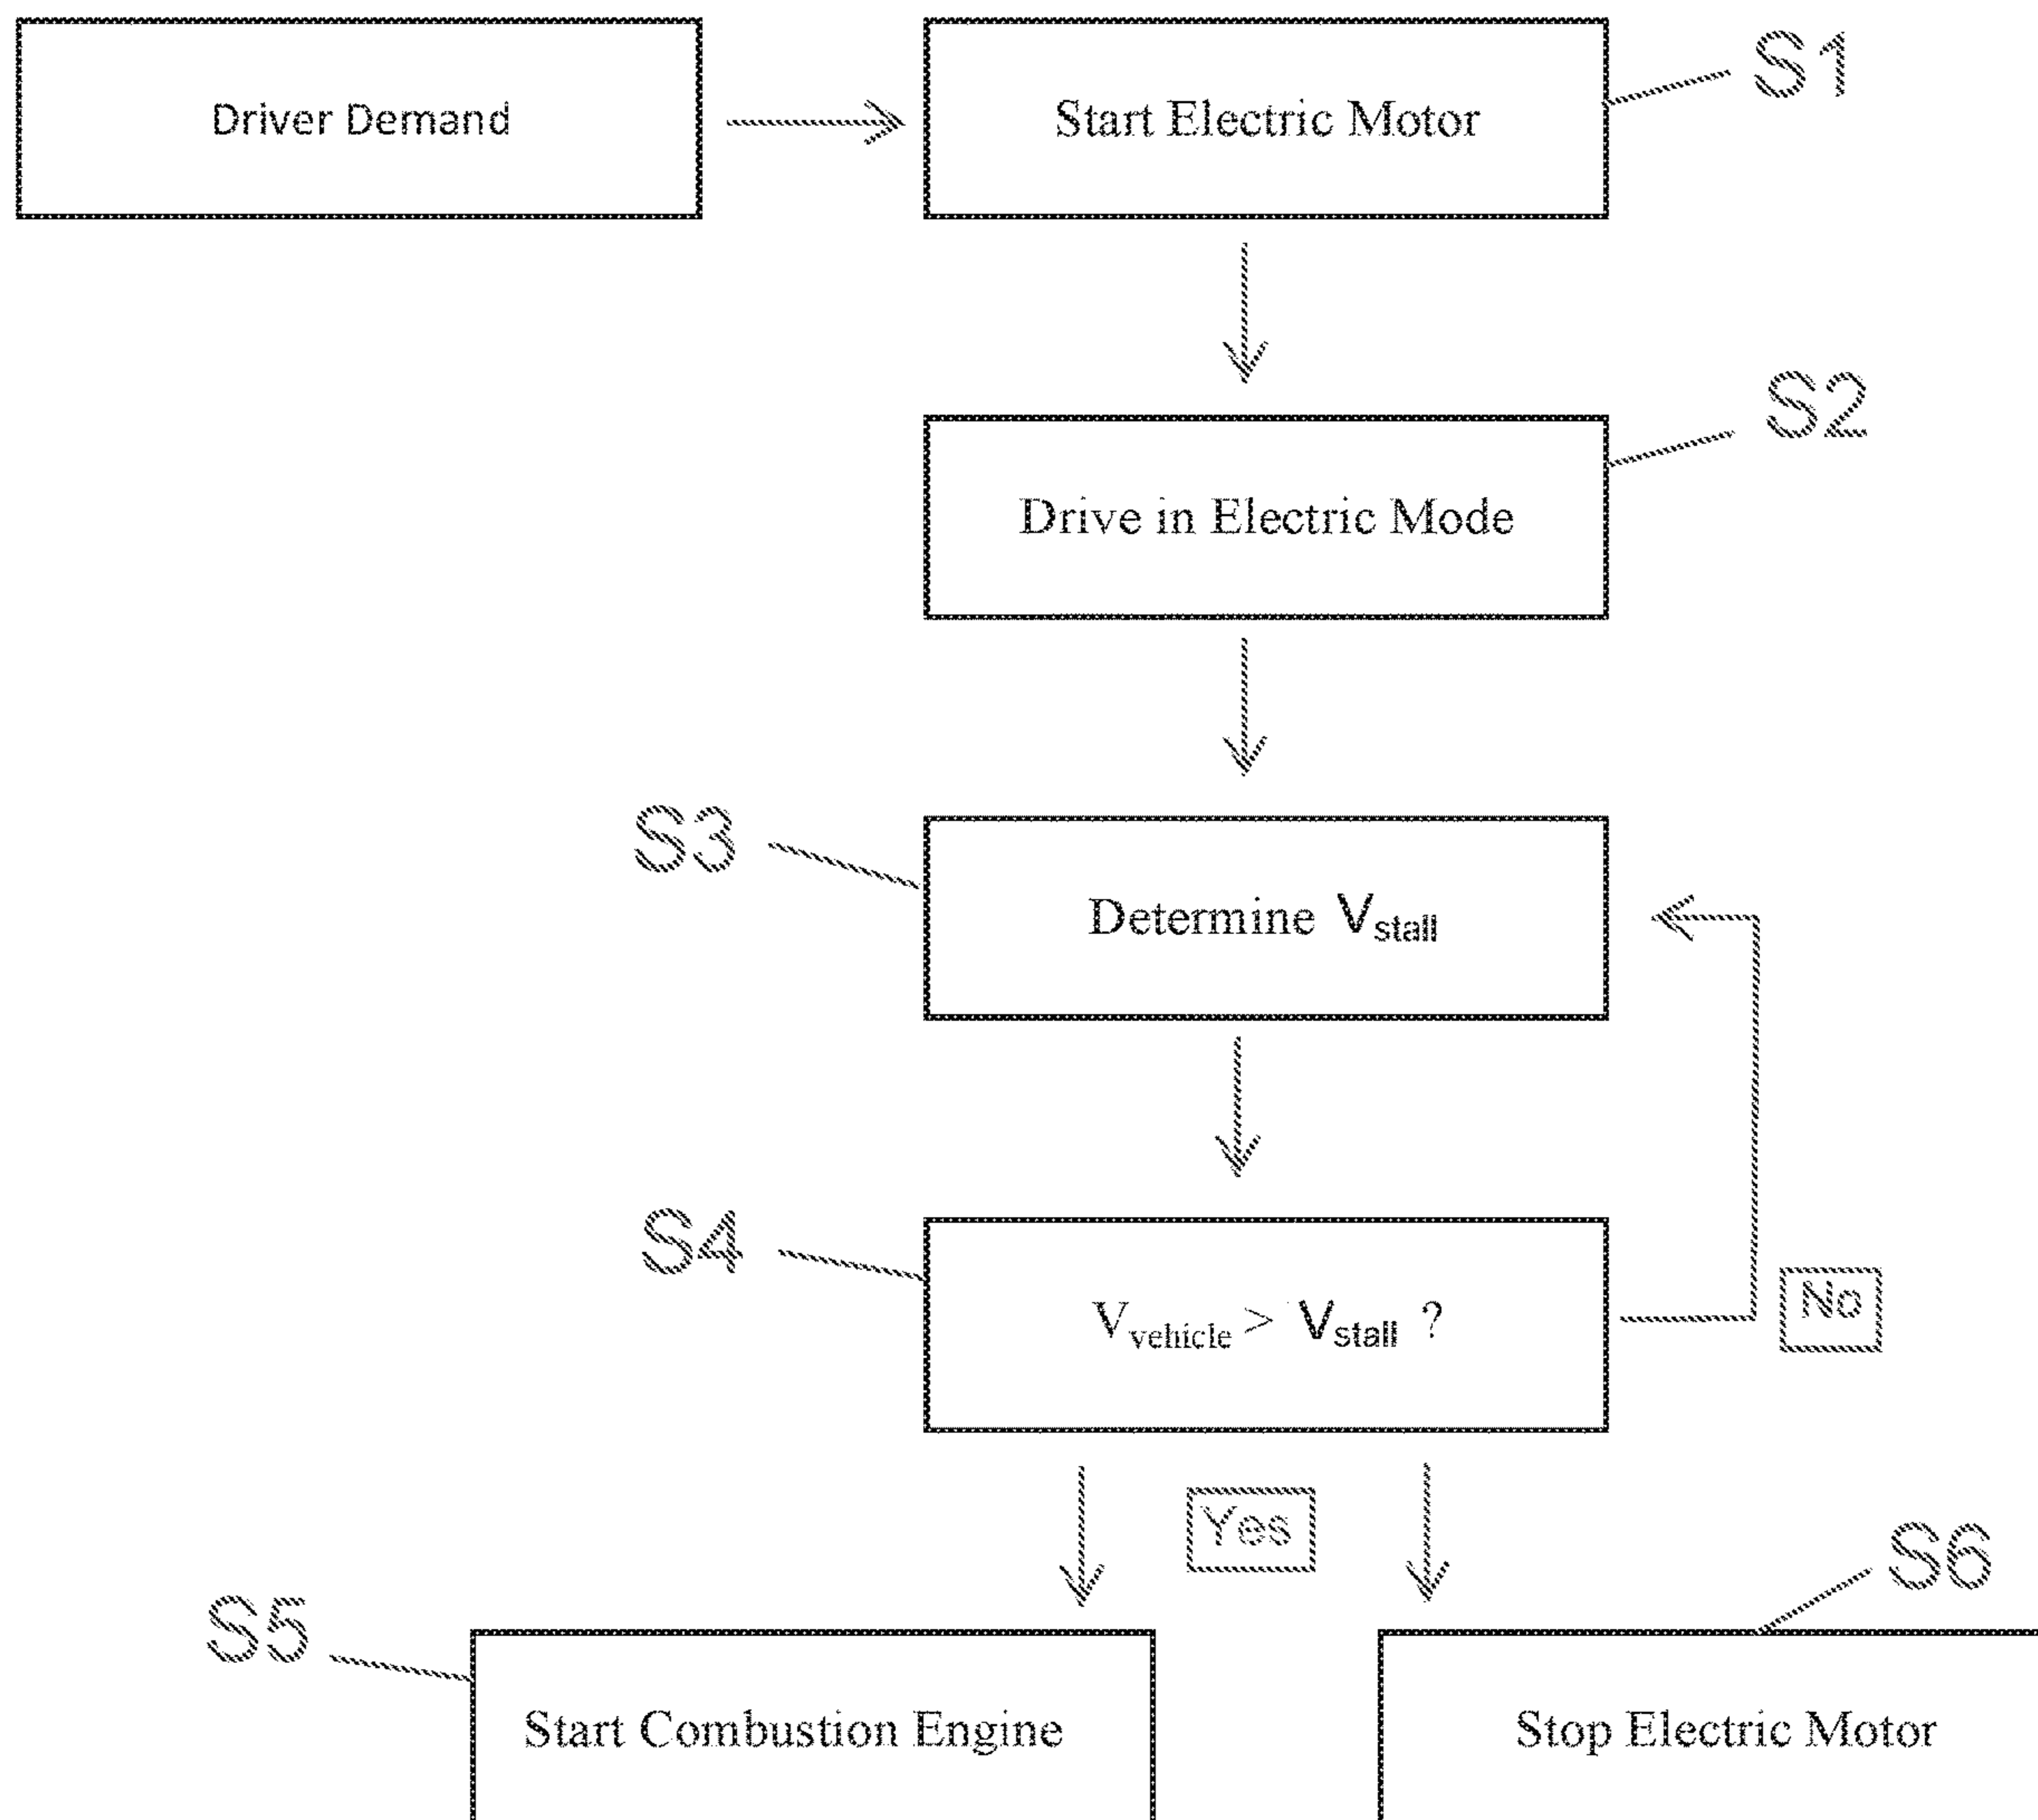 Driver Demand
Start Electric Motor
S1
S2
Drive in Electric Mode
S3
Determine Vstall
S4
Vvehicle > Vstall ?
No
Yes
S5
S6
Start Combustion Engine
Stop Electric Motor